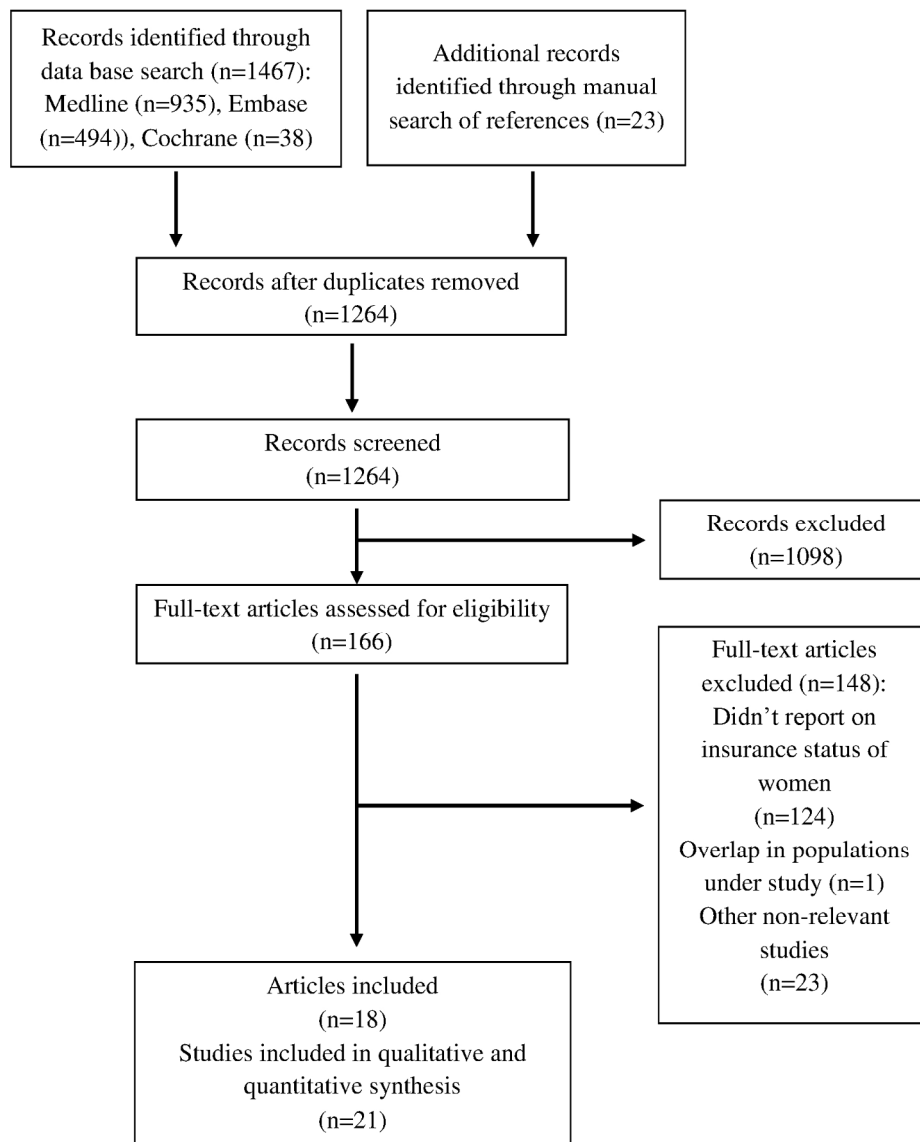 Records identified through
data base search (n=1467):
Medline (n=935), Embase
(n=494)), Cochrane (n=38)
Additional records
identified through manual
search of references (n=23)
Records after duplicates removed
(n=1264)
Records screened
(n=1264)
Records excluded
(n=1098)
Full-text articles assessed for eligibility
(n=166)
Full-text articles
excluded (n=148):
Didn’t report on
insurance status of
women
(n=124)
Overlap in populations
under study (n=1)
Other non-relevant
studies
(n=23)
Articles included
(n=18)
Studies included in qualitative and
quantitative synthesis
(n=21)